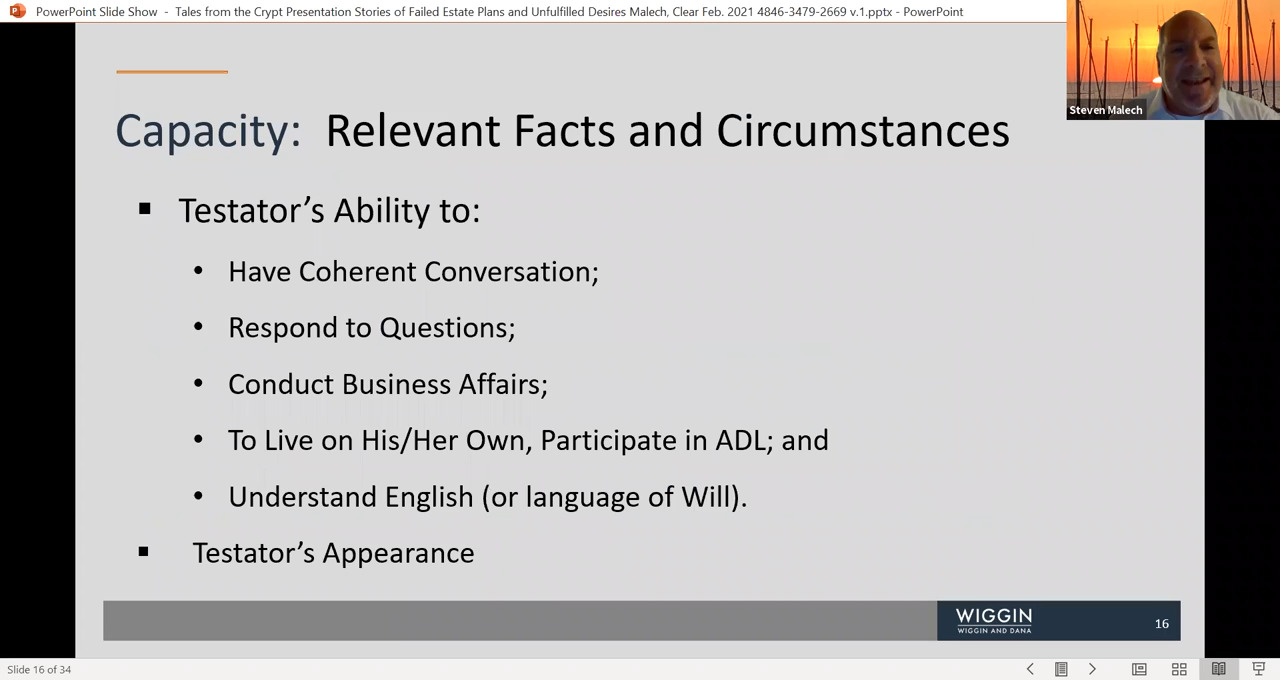 PowerPoint Slide Show - Tales from the Crypt Presentation Stories of Failed Estate Plans and Unfulfilled Desires Malech, Clear Feb. 2021 4846-3479-2669 v.1.pptx - PowerPoint
Steven Malech
Capacity: Relevant Facts and Circumstances
▪ Testator’s Ability to:
• Have Coherent Conversation;
• Respond to Questions;
• Conduct Business Affairs;
• To Live on His/Her Own, Participate in ADL; and
• Understand English (or language of Will).
▪ Testator’s Appearance
WIGGIN
WIGGIN AND DANA
16
Slide 16 of 34